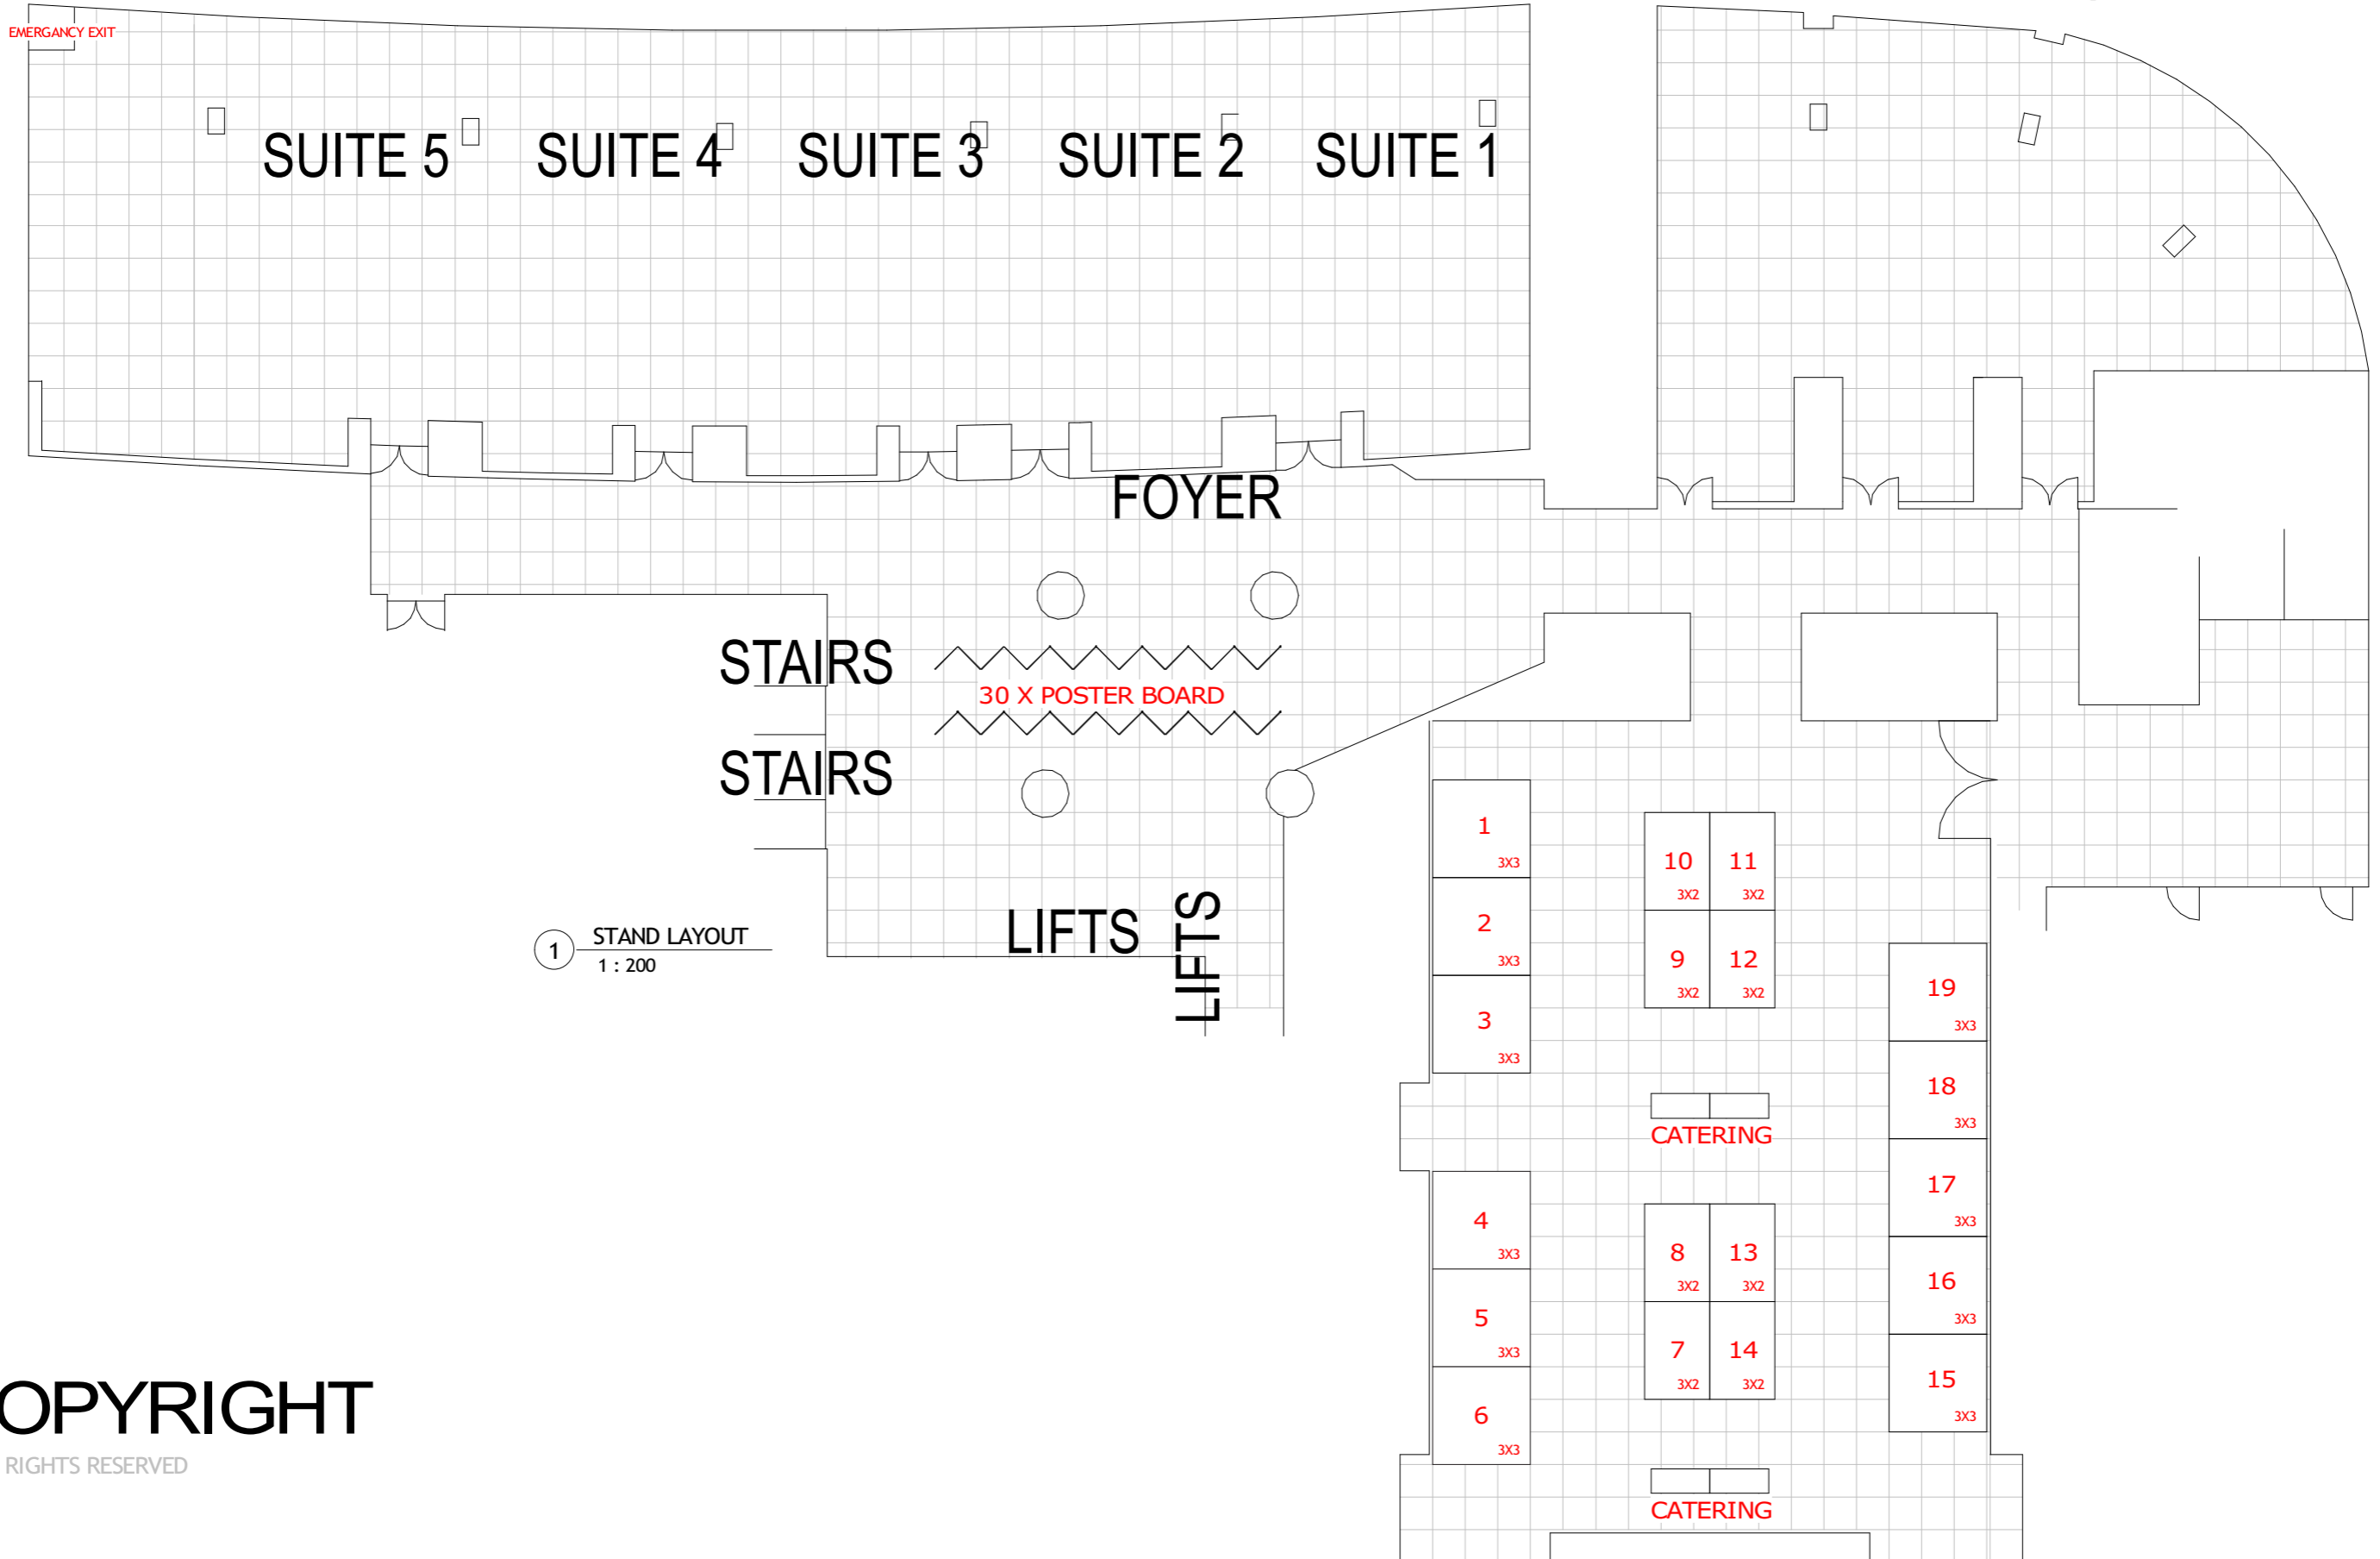 EMERGANCY EXIT
SUITE 5
SUITE 4
SUITE 3
SUITE 2
SUITE 1
FOYER
STAIRS
30 X POSTER BOARD
STAIRS
LIFTS
LIFTS
1
STAND LAYOUT
1 : 200
1
3X3
2
3X3
3
3X3
10
3X2
11
3X2
9
3X2
12
3X2
19
3X3
18
3X3
CATERING
17
3X3
4
3X3
8
3X2
13
3X2
16
3X3
5
3X3
7
3X2
14
3X2
15
3X3
6
3X3
CATERING
OPYRIGHT
RIGHTS RESERVED